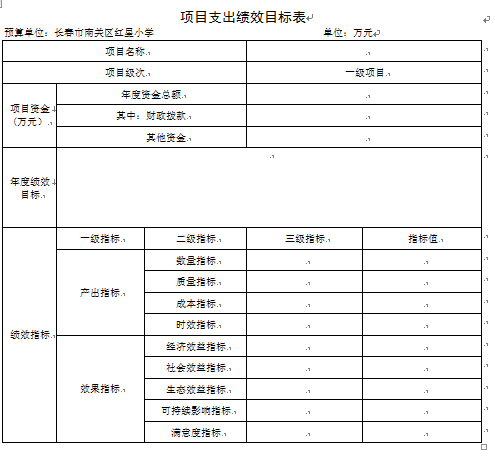 项目支出绩效目标表
预算单位：长春市南关区红星小学 单位：万元
项目名称
项目级次 一级项目
项目资金（万元）
年度资金总额
其中：财政拨款
其他资金
年度绩效目标
绩效指标
一级指标 二级指标 三级指标 指标值
产出指标
数量指标
质量指标
成本指标
时效指标
效果指标
经济效益指标
社会效益指标
生态效益指标
可持续影响指标
满意度指标